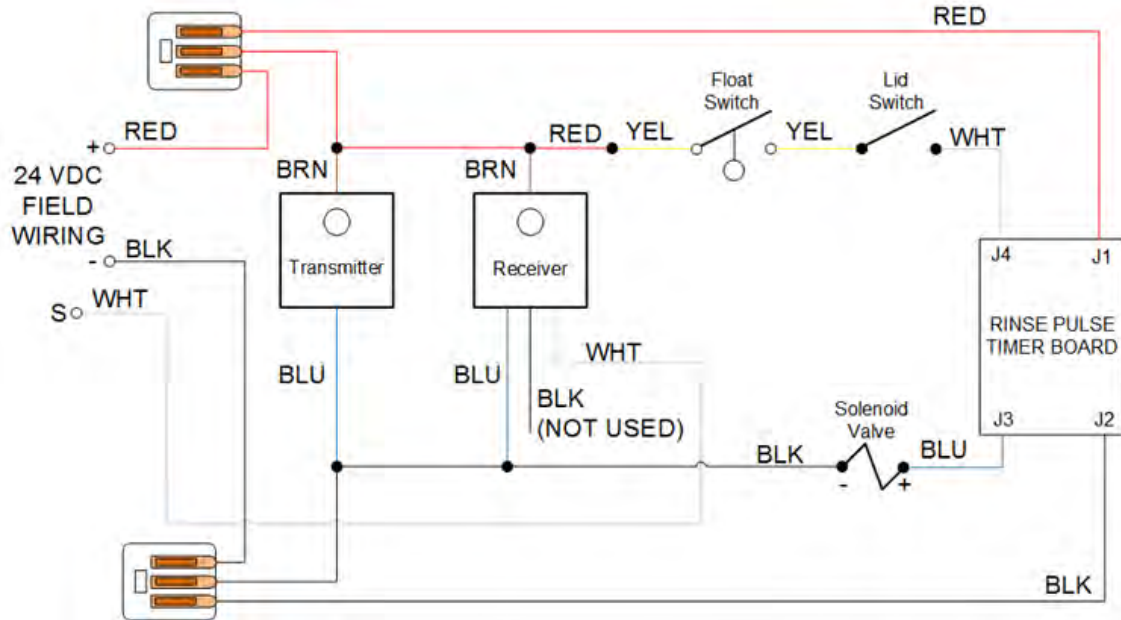 RED
Float
Switch
Lid
Switch
+
RED
RED
YEL
YEL
WHT
24 VDC
FIELD
WIRING
BRN
BRN
-
BLK
Transmitter
Receiver
J4
J1
S
WHT
RINSE PULSE
TIMER BOARD
WHT
BLU
BLU
BLK
(NOT USED)
Solenoid
Valve
J3
J2
BLK
BLU
-
+
BLK